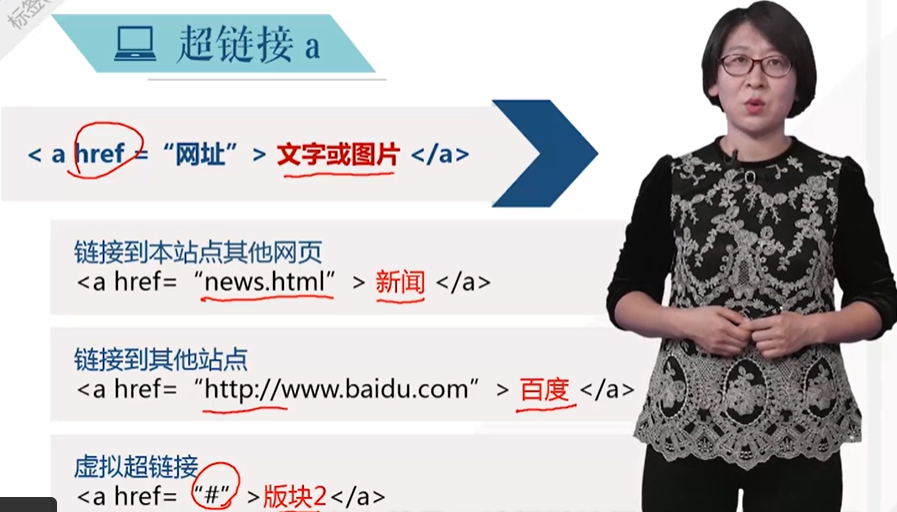 标签
超链接 a
< a href =“网址” > 文字或图片 </a>
链接到本站点其他网页
<a href= “news.html” > 新闻 </a>
链接到其他站点
<a href= “http://www.baidu.com” > 百度 </a>
虚拟超链接
<a href= “#” >版块2</a>